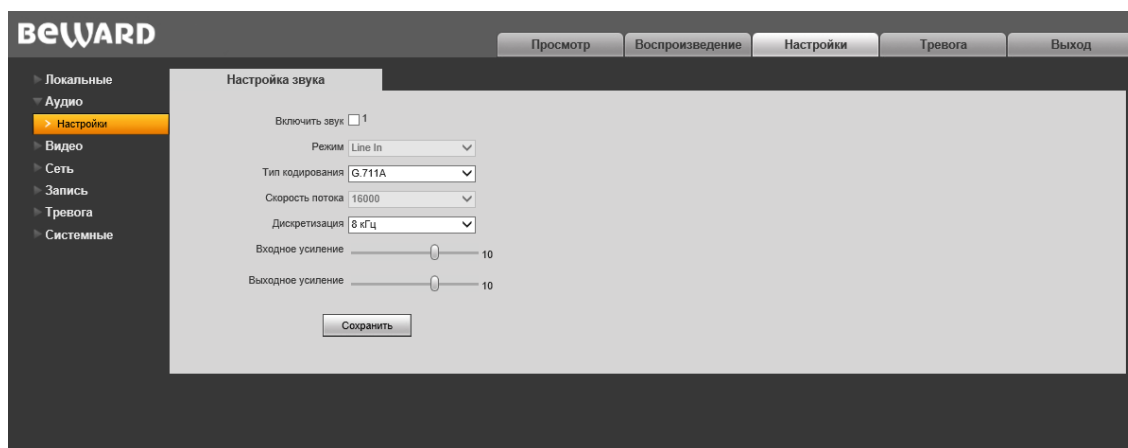 BEWARD
Просмотр Воспроизведение Настройки Тревога Выход
Локальные
Аудио
> Настройки
Видео
Сеть
Запись
Тревога
Системные
Настройка звука
Включить звук 1
Режим Line In
Тип кодирования G.711A
Скорость потока 16000
Дискретизация 8 кГц
Входное усиление 10
Выходное усиление 10
Сохранить